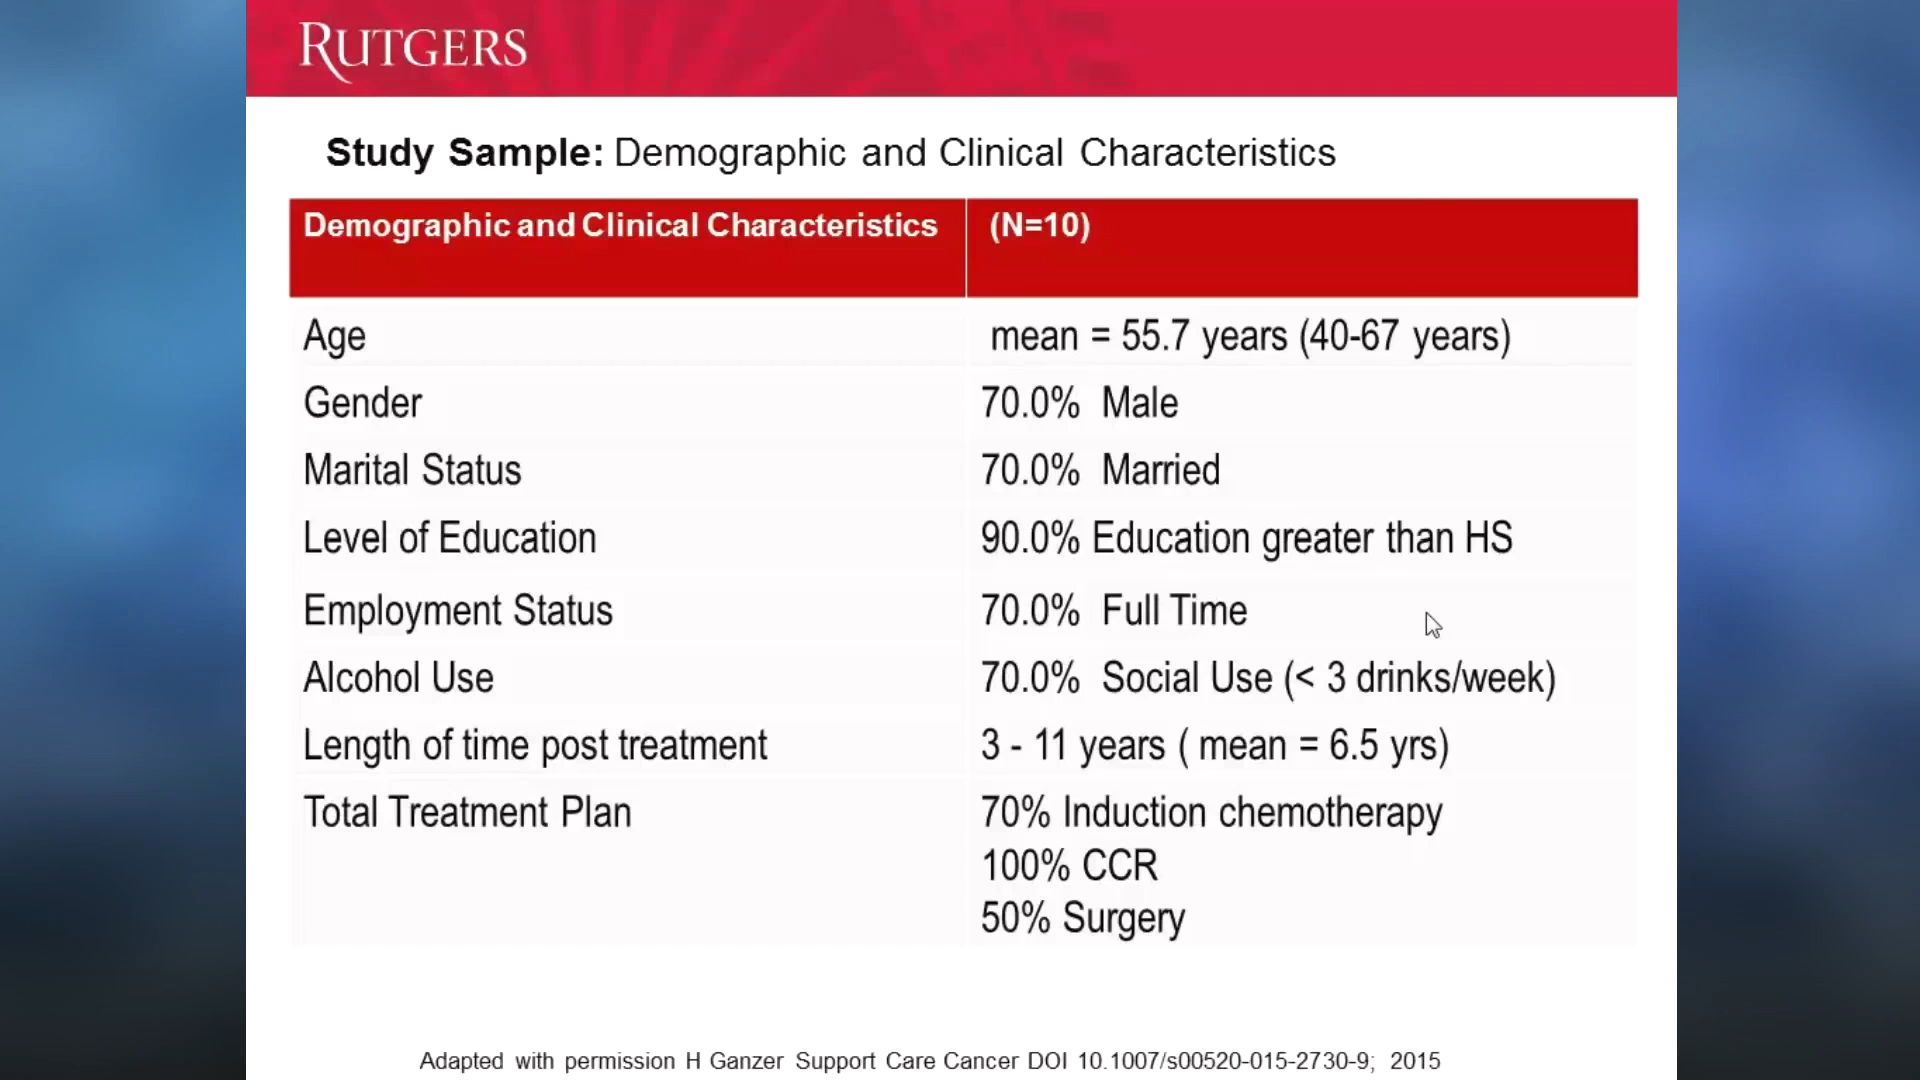 RUTGERS
Study Sample: Demographic and Clinical Characteristics
Demographic and Clinical Characteristics (N=10)
Age mean = 55.7 years (40-67 years)
Gender 70.0% Male
Marital Status 70.0% Married
Level of Education 90.0% Education greater than HS
Employment Status 70.0% Full Time
Alcohol Use 70.0% Social Use (< 3 drinks/week)
Length of time post treatment 3 - 11 years ( mean = 6.5 yrs)
Total Treatment Plan 70% Induction chemotherapy
100% CCR
50% Surgery
Adapted with permission H Ganzer Support Care Cancer DOI 10.1007/s00520-015-2730-9; 2015